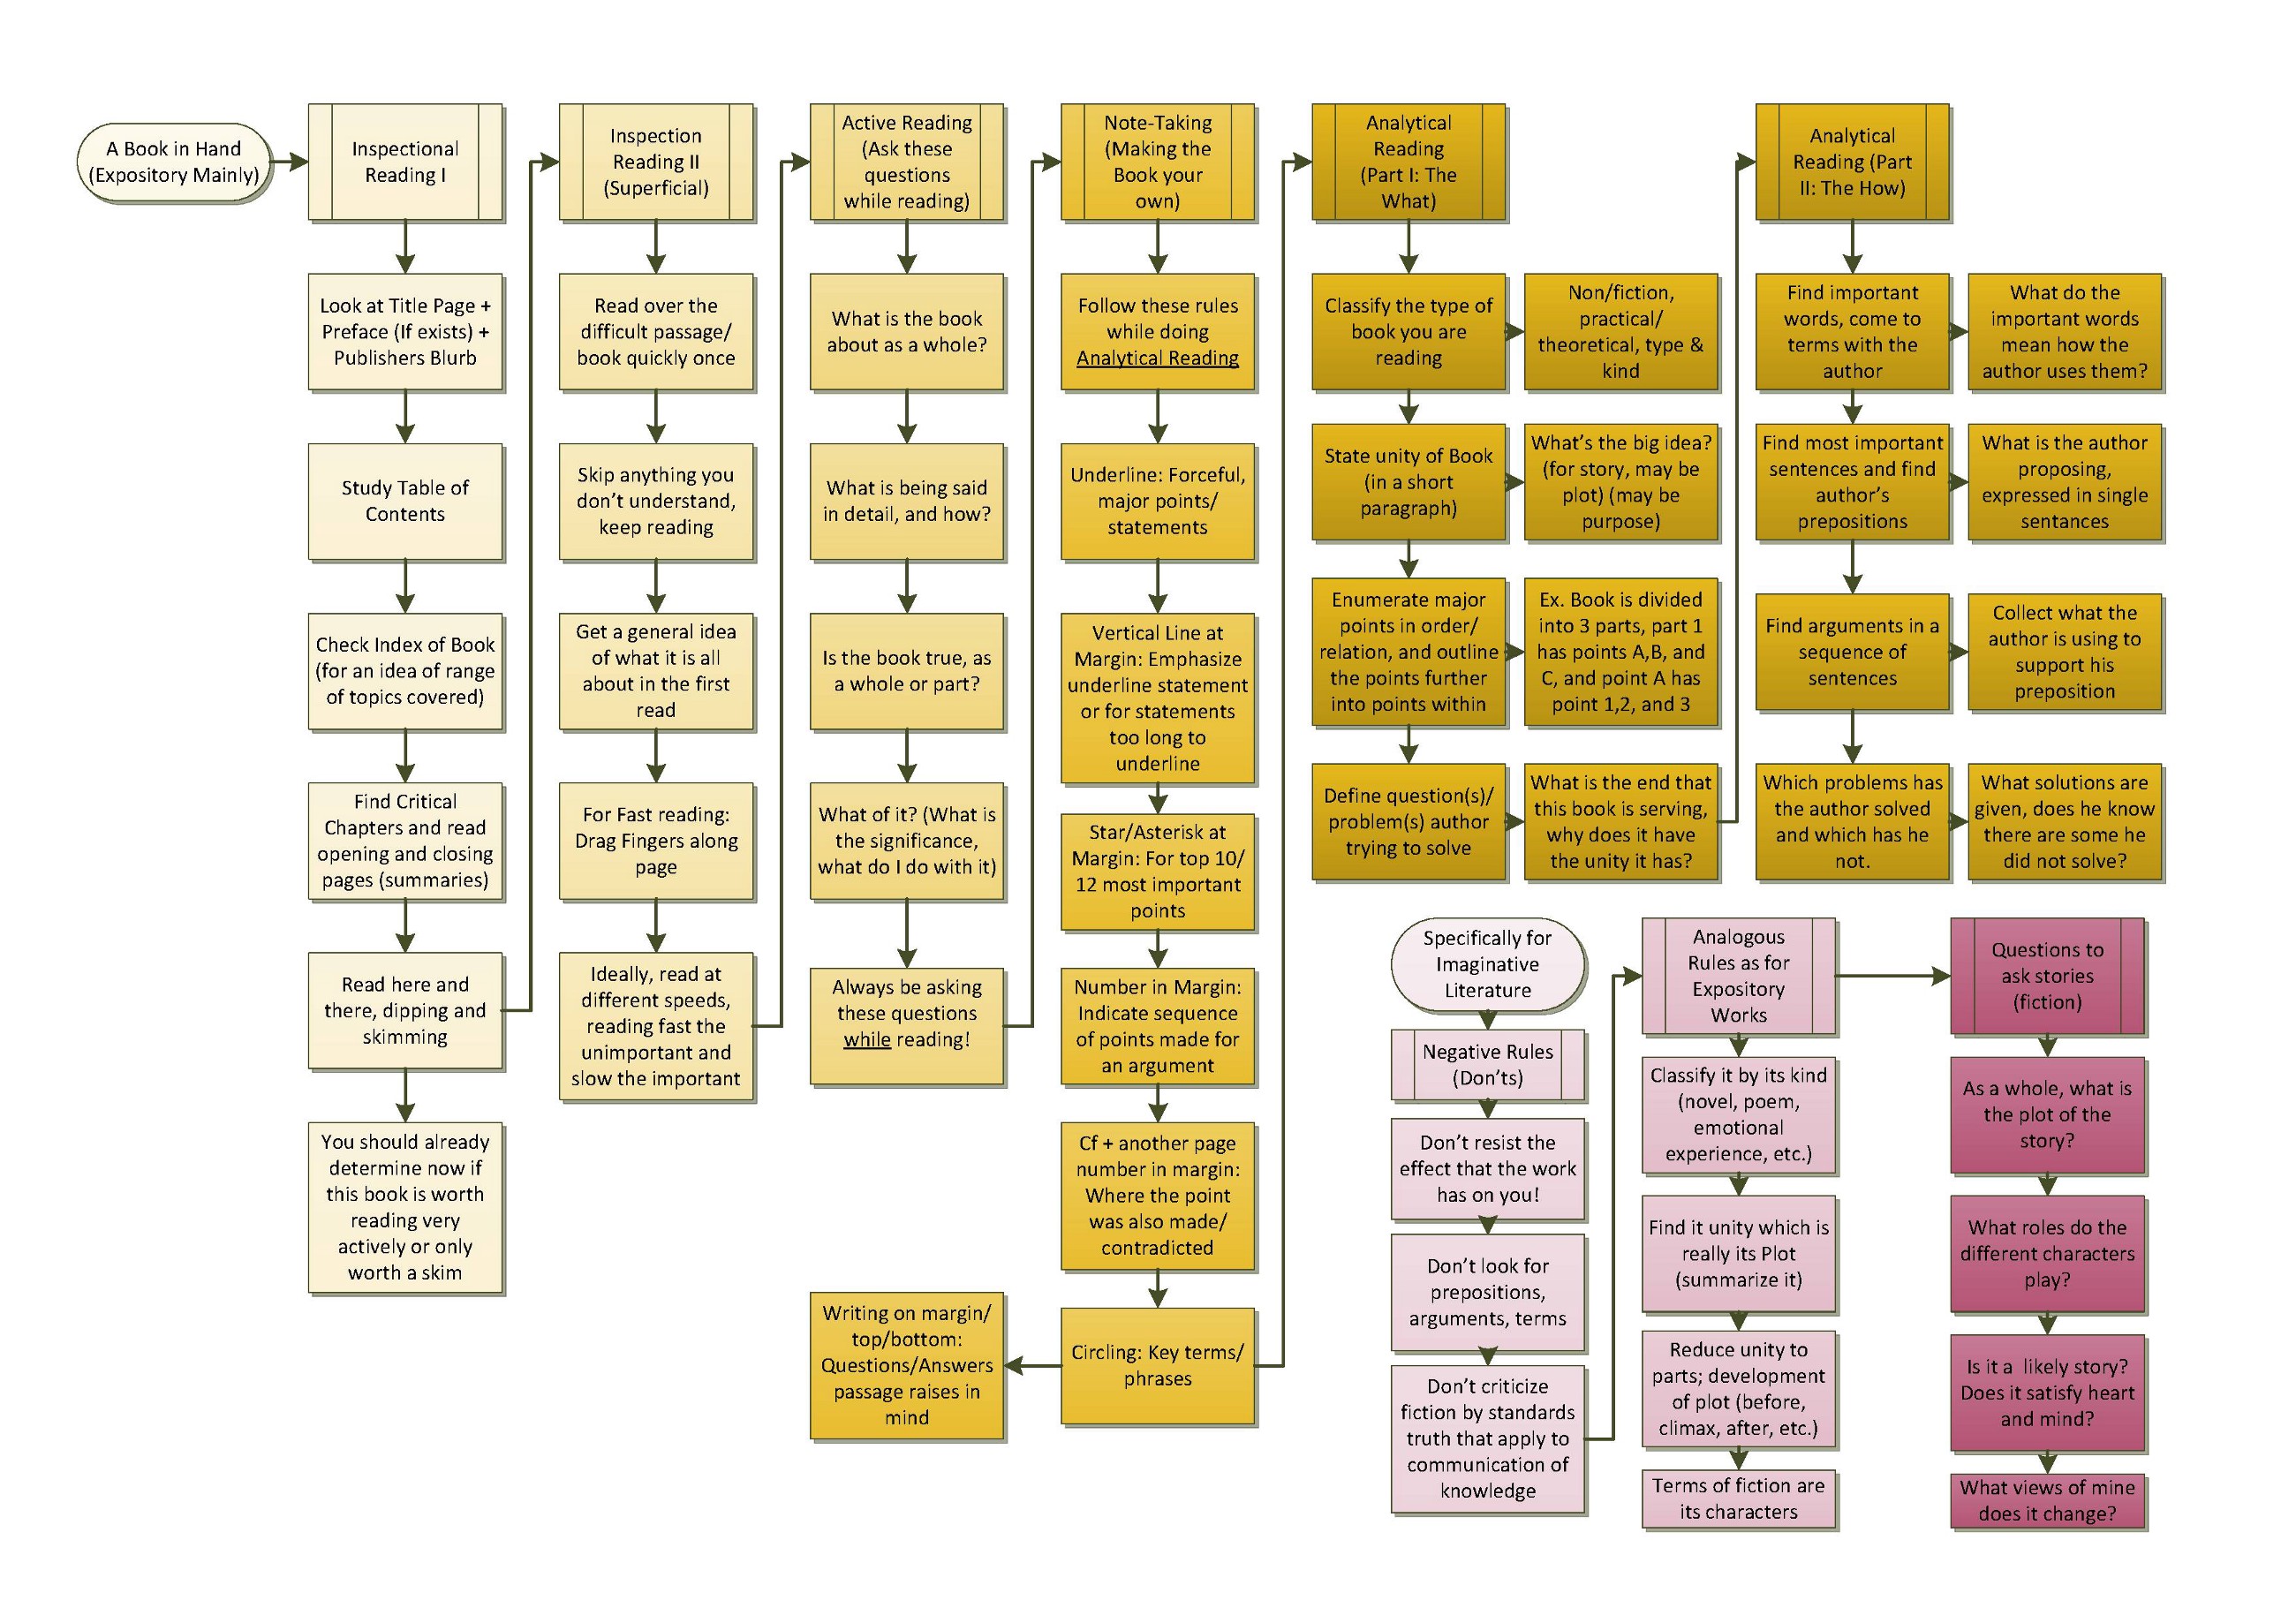 A Book in Hand
(Expository Mainly)
Inspectional
Reading I
Look at Title Page +
Preface (If exists) +
Publishers Blurb
Study Table of
Contents
Check Index of Book
(for an idea of range
of topics covered)
Find Critical
Chapters and read
opening and closing
pages (summaries)
Read here and
there, dipping and
skimming
You should already
determine now if
this book is worth
reading very
actively or only
worth a skim
Inspection
Reading II
(Superficial)
Read over the
difficult passage/
book quickly once
Skip anything you
don’t understand,
keep reading
Get a general idea
of what it is all
about in the first
read
For Fast reading:
Drag Fingers along
page
Ideally, read at
different speeds,
reading fast the
unimportant and
slow the important
Active Reading
(Ask these
questions
while reading)
What is the book
about as a whole?
What is being said
in detail, and how?
Is the book true, as
a whole or part?
What of it? (What is
the significance,
what do I do with it)
Always be asking
these questions
while reading!
Note-Taking
(Making the
Book your
own)
Follow these rules
while doing
Analytical Reading
Underline: Forceful,
major points/
statements
Vertical Line at
Margin: Emphasize
underline statement
or for statements
too long to
underline
Star/Asterisk at
Margin: For top 10/
12 most important
points
Number in Margin:
Indicate sequence
of points made for
an argument
Cf + another page
number in margin:
Where the point
was also made/
contradicted
Circling: Key terms/
phrases
Writing on margin/
top/bottom:
Questions/Answers
passage raises in
mind
Analytical
Reading
(Part I: The
What)
Classify the type of
book you are
reading
Non/fiction,
practical/
theoretical, type &
kind
State unity of Book
(in a short
paragraph)
What’s the big idea?
(for story, may be
plot) (may be
purpose)
Enumerate major
points in order/
relation, and outline
the points further
into points within
Ex. Book is divided
into 3 parts, part 1
has points A,B, and
C, and point A has
point 1,2, and 3
Define question(s)/
problem(s) author
trying to solve
What is the end that
this book is serving,
why does it have
the unity it has?
Analytical
Reading (Part
II: The How)
Find important
words, come to
terms with the
author
What do the
important words
mean how the
author uses them?
Find most important
sentences and find
author’s
prepositions
What is the author
proposing,
expressed in single
sentences
Find arguments in a
sequence of
sentences
Collect what the
author is using to
support his
preposition
Which problems has
the author solved
and which has he
not.
What solutions are
given, does he know
there are some he
did not solve?
Specifically for
Imaginative
Literature
Negative Rules
(Don’ts)
Don’t resist the
effect that the work
has on you!
Don’t look for
prepositions,
arguments, terms
Don’t criticize
fiction by standards
truth that apply to
communication of
knowledge
Analogous
Rules as for
Expository
Works
Classify it by its kind
(novel, poem,
emotional
experience, etc.)
Find it unity which is
really its Plot
(summarize it)
Reduce unity to
parts; development
of plot (before,
climax, after, etc.)
Terms of fiction are
its characters
Questions to
ask stories
(fiction)
As a whole, what is
the plot of the
story?
What roles do the
different characters
play?
Is it a likely story?
Does it satisfy heart
and mind?
What views of mine
does it change?